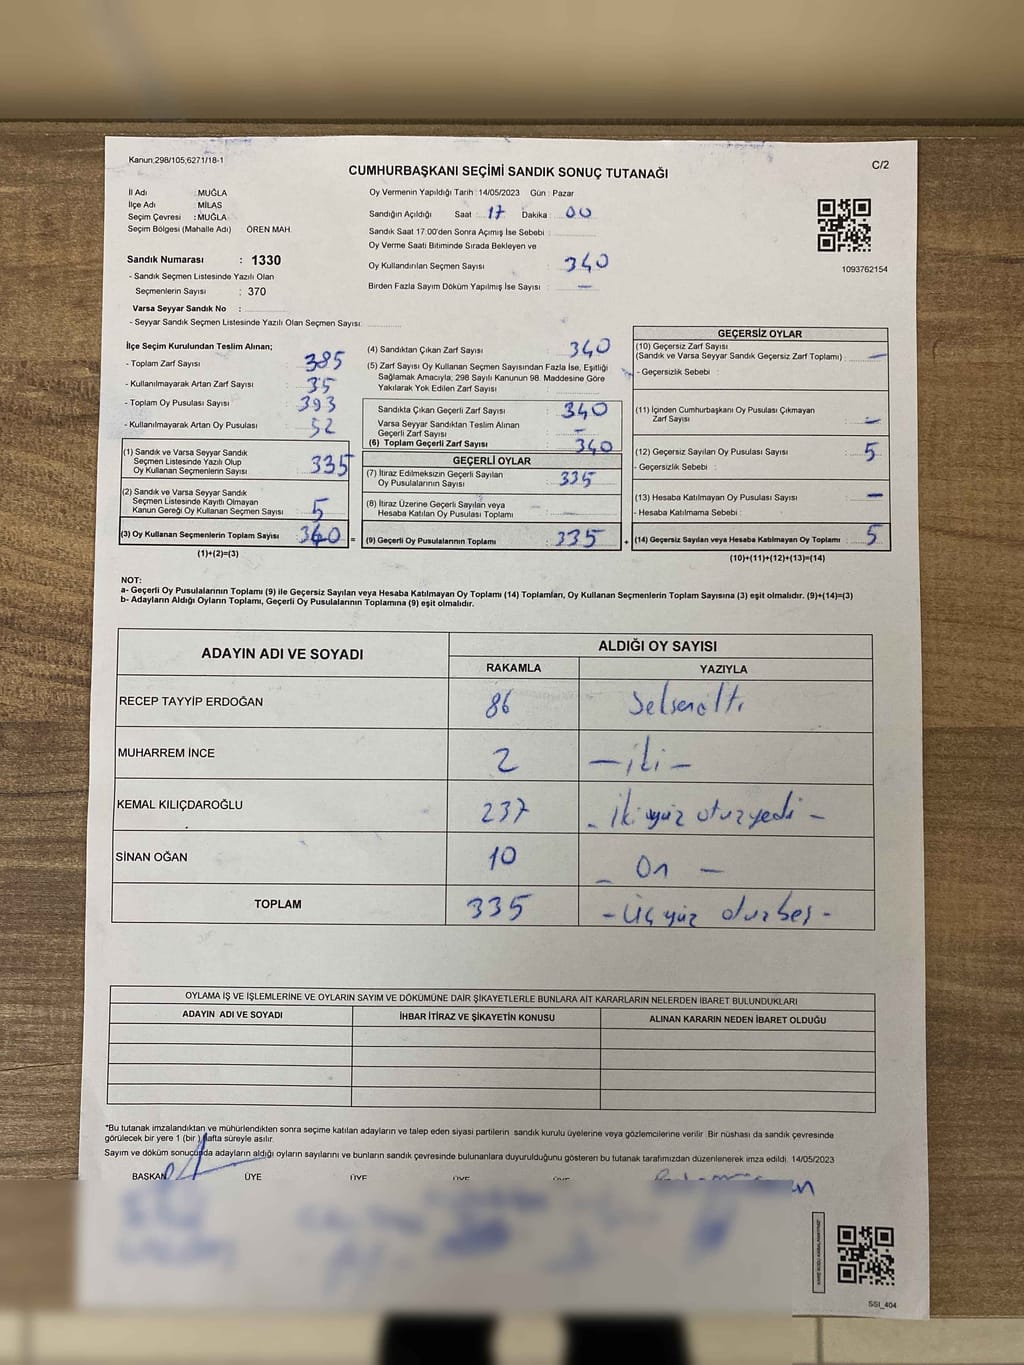 Kanun;298/105;6271/18-1
C/2
CUMHURBAŞKANI SEÇİMİ SANDIK SONUÇ TUTANAĞI
İl Adı : MUĞLA
İlçe Adı : MİLAS
Seçim Çevresi : MUĞLA
Seçim Bölgesi (Mahalle Adı) ÖREN MAH.
Sandık Numarası : 1330
- Sandık Seçmen Listesinde Yazılı Olan
Seçmenlerin Sayısı : 370
Varsa Seyyar Sandık No :
- Seyyar Sandık Seçmen Listesinde Yazılı Olan Seçmen Sayısı:
Oy Vermenin Yapıldığı Tarih : 14/05/2023 Gün : Pazar
Sandığın Açıldığı Saat : 17 Dakika : 00
Sandık Saat 17.00'den Sonra Açımış İse Sebebi :
Oy Verme Saati Bitiminde Sırada Bekleyen ve
Oy Kullandırılan Seçmen Sayısı : 340
Birden Fazla Sayım Döküm Yapılmış İse Sayısı : —
1093762154
İlçe Seçim Kurulundan Teslim Alınan;
- Toplam Zarf Sayısı : 385
- Kullanılmayarak Artan Zarf Sayısı : 35
- Toplam Oy Pusulası Sayısı : 393
- Kullanılmayarak Artan Oy Pusulası : 52
(1) Sandık ve Varsa Seyyar Sandık
Seçmen Listesinde Yazılı Olup
Oy Kullanan Seçmenlerin Sayısı : 335
(2) Sandık ve Varsa Seyyar Sandık
Seçmen Listesinde Kayıtlı Olmayan
Kanun Gereği Oy Kullanan Seçmen Sayısı : 5
(3) Oy Kullanan Seçmenlerin Toplam Sayısı : 340 =
(1)+(2)=(3)
(4) Sandıktan Çıkan Zarf Sayısı : 340
(5) Zarf Sayısı Oy Kullanan Seçmen Sayısından Fazla İse, Eşitliği
Sağlamak Amacıyla; 298 Sayılı Kanunun 98. Maddesine Göre
Yakılarak Yok Edilen Zarf Sayısı :
Sandıkta Çıkan Geçerli Zarf Sayısı : 340
Varsa Seyyar Sandıktan Teslim Alınan
Geçerli Zarf Sayısı : —
(6) Toplam Geçerli Zarf Sayısı : 340
GEÇERLİ OYLAR
(7) İtiraz Edilmeksizin Geçerli Sayılan
Oy Pusulalarının Sayısı : 335
(8) İtiraz Üzerine Geçerli Sayılan veya
Hesaba Katılan Oy Pusulası Toplamı : —
(9) Geçerli Oy Pusulalarının Toplamı : 335 +
GEÇERSİZ OYLAR
(10) Geçersiz Zarf Sayısı
(Sandık ve Varsa Seyyar Sandık Geçersiz Zarf Toplamı) : —
- Geçersizlik Sebebi :
(11) İçinden Cumhurbaşkanı Oy Pusulası Çıkmayan
Zarf Sayısı : —
(12) Geçersiz Sayılan Oy Pusulası Sayısı : 5
- Geçersizlik Sebebi :
(13) Hesaba Katılmayan Oy Pusulası Sayısı : —
- Hesaba Katılmama Sebebi :
(14) Geçersiz Sayılan veya Hesaba Katılmayan Oy Toplamı : 5
(10)+(11)+(12)+(13)=(14)
NOT:
a- Geçerli Oy Pusulalarının Toplamı (9) ile Geçersiz Sayılan veya Hesaba Katılmayan Oy Toplamı (14) Toplamları, Oy Kullanan Seçmenlerin Toplam Sayısına (3) eşit olmalıdır. (9)+(14)=(3)
b- Adayların Aldığı Oyların Toplamı, Geçerli Oy Pusulalarının Toplamına (9) eşit olmalıdır.
ADAYIN ADI VE SOYADI ALDIĞI OY SAYISI
RAKAMLA YAZIYLA
RECEP TAYYİP ERDOĞAN 86 Seksenaltı
MUHARREM İNCE 2 — iki —
KEMAL KILIÇDAROĞLU 237 - İkiyüz otuzyedi -
SİNAN OĞAN 10 - On -
TOPLAM 335 - üçyüz otuzbeş -
OYLAMA İŞ VE İŞLEMLERİNE VE OYLARIN SAYIM VE DÖKÜMÜNE DAİR ŞİKAYETLERLE BUNLARA AİT KARARLARIN NELERDEN İBARET BULUNDUKLARI
ADAYIN ADI VE SOYADI İHBAR İTİRAZ VE ŞİKAYETİN KONUSU ALINAN KARARIN NEDEN İBARET OLDUĞU
*Bu tutanak imzalandıktan ve mühürlendikten sonra seçime katılan adayların ve talep eden siyasi partilerin sandık kurulu üyelerine veya gözlemcilerine verilir. Bir nüshası da sandık çevresinde
görülecek bir yere 1 (bir) hafta süreyle asılır.
Sayım ve döküm sonucunda adayların aldığı oyların sayılarını ve bunların sandık çevresinde bulunanlara duyurulduğunu gösteren bu tutanak tarafımızdan düzenlenerek imza edildi. 14/05/2023
BAŞKAN ÜYE ÜYE ÜYE ÜYE
SSI_404